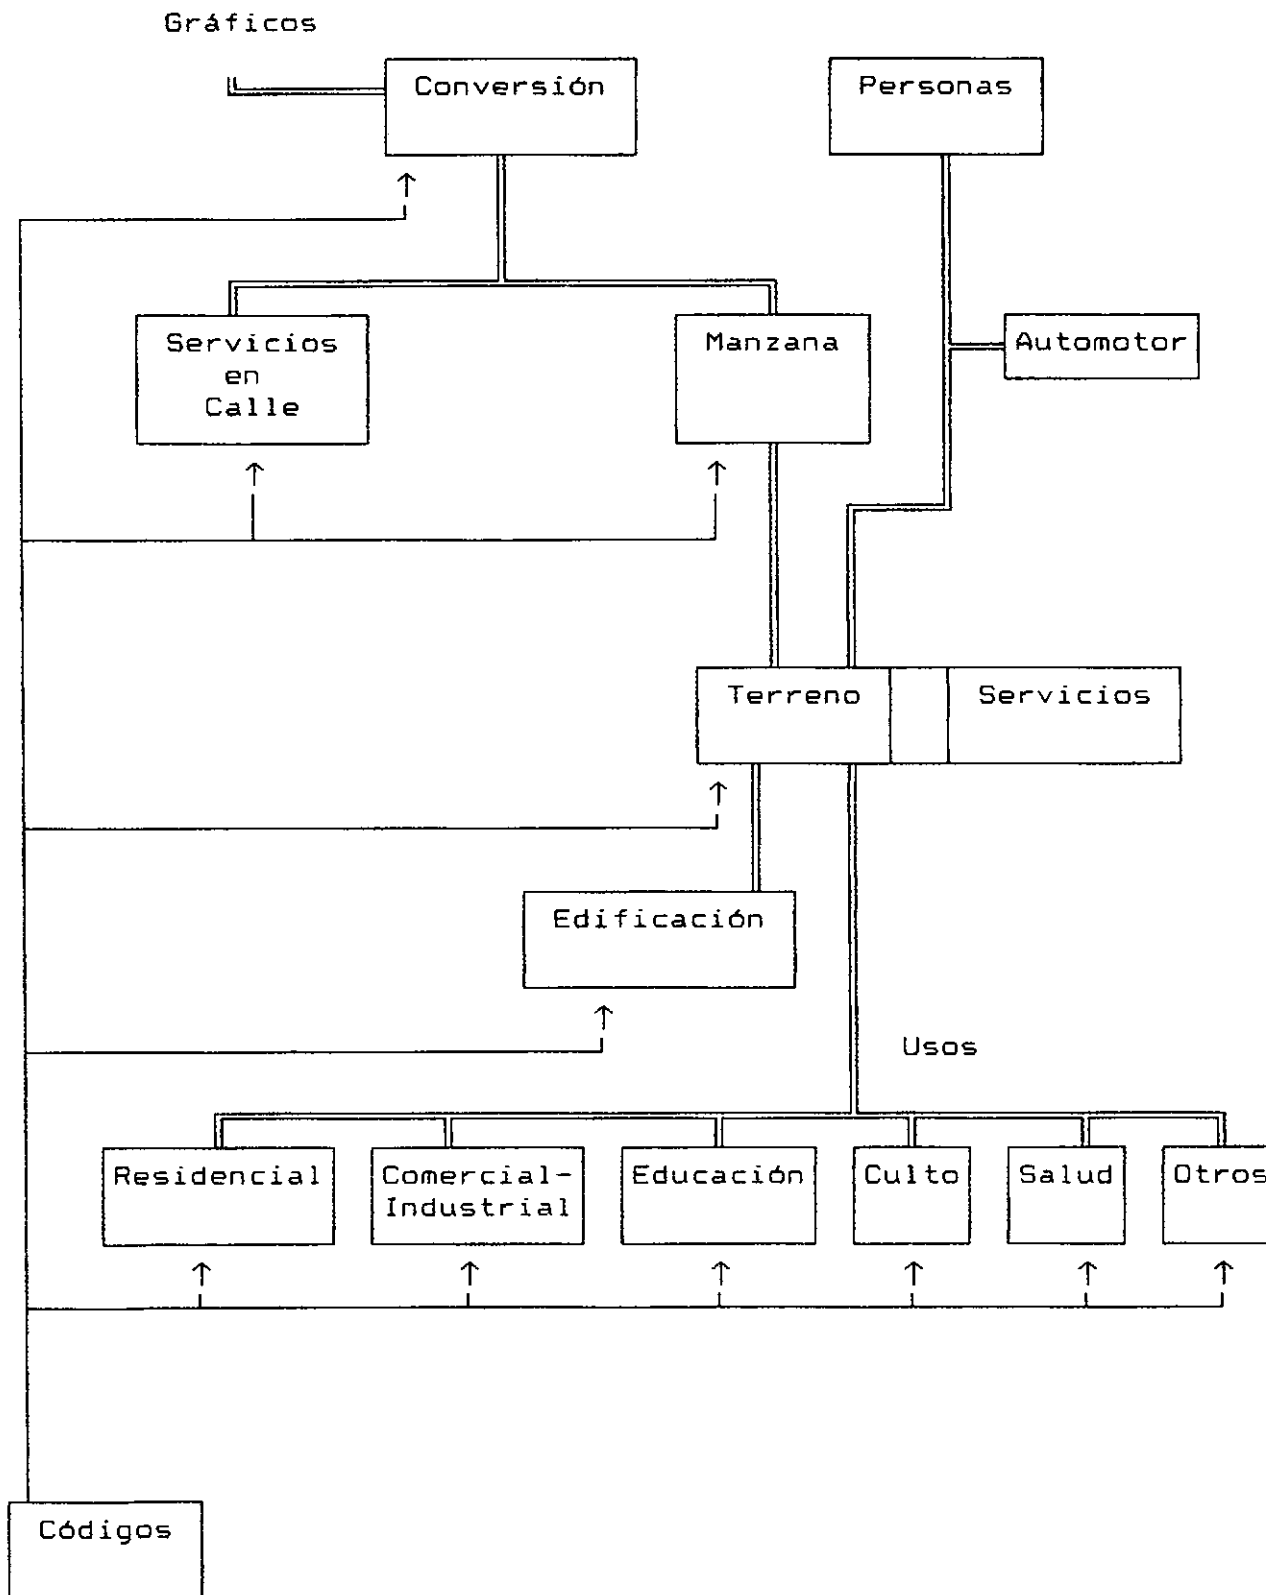 Gráficos
Conversión
Personas
Servicios
en
Calle
Manzana
Automotor
Terreno
Servicios
Edificación
Usos
Residencial
Comercial-
Industrial
Educación
Culto
Salud
Otros
Códigos